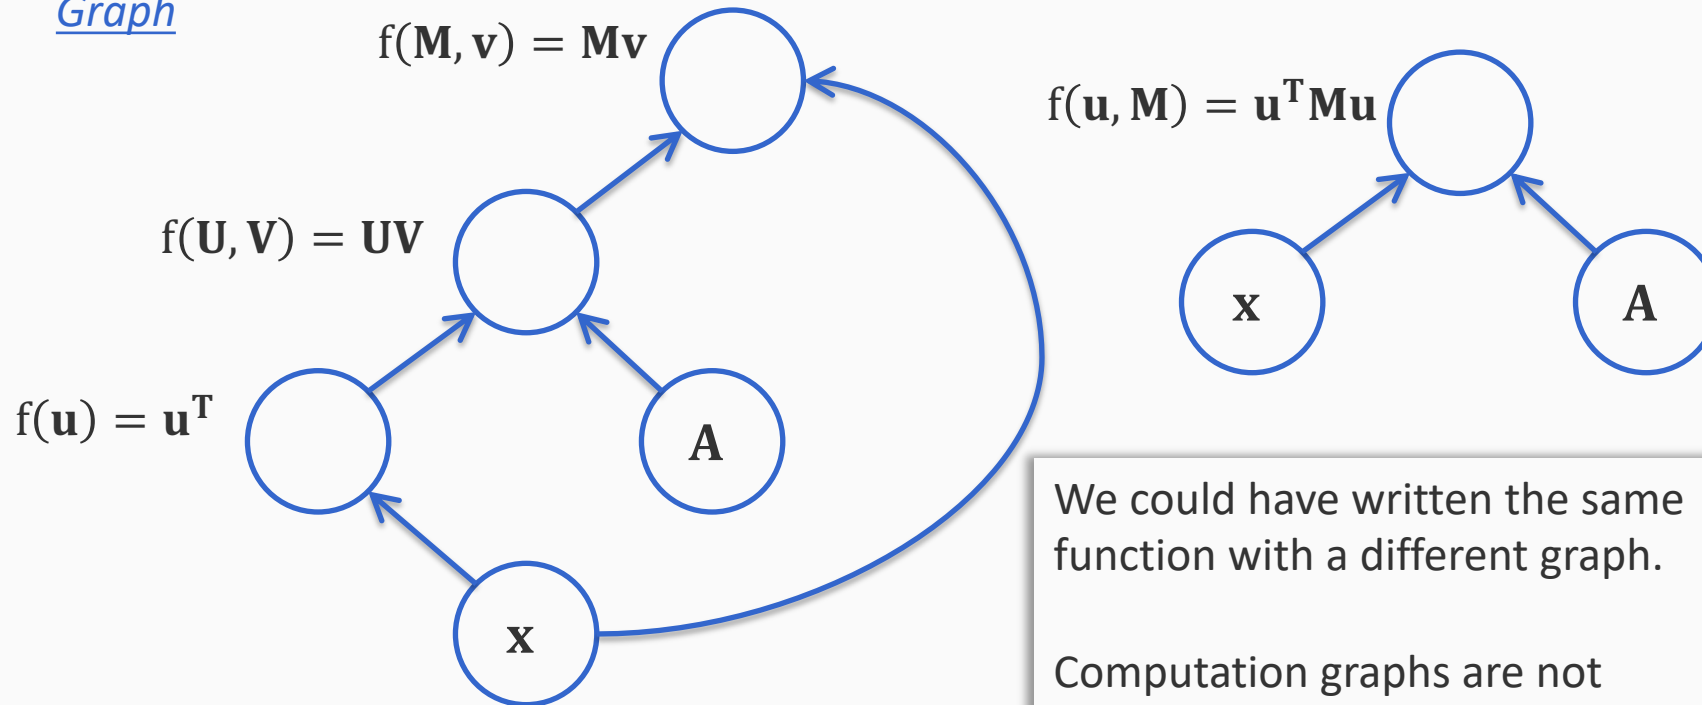 Graph
f(M, v) = Mv
f(u, M) = u^T Mu
f(U, V) = UV
x
A
f(u) = u^T
A
We could have written the same
function with a different graph.
x
Computation graphs are not